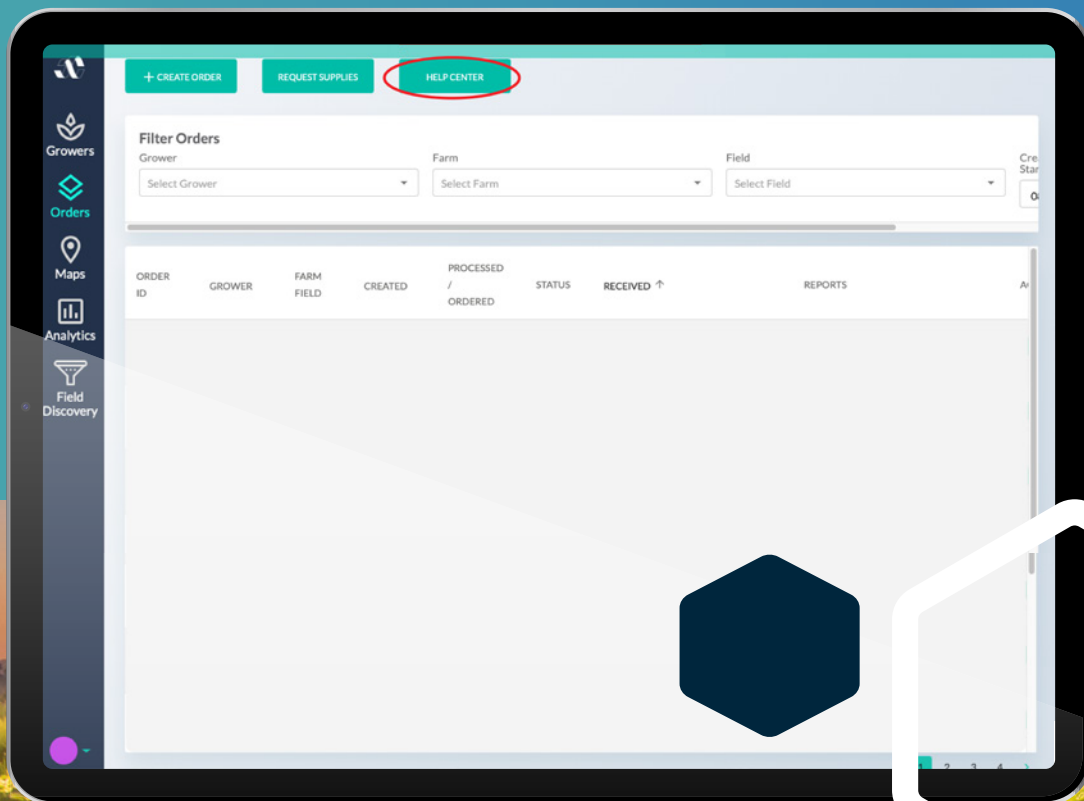 + CREATE ORDER
REQUEST SUPPLIES
HELP CENTER
Growers
Orders
Maps
Analytics
Field
Discovery
Filter Orders
Grower
Farm
Field
Select Grower
Select Farm
Select Field
ORDER
ID
GROWER
FARM
FIELD
CREATED
PROCESSED
/
ORDERED
STATUS
RECEIVED ↑
REPORTS
1 2 3 4 >